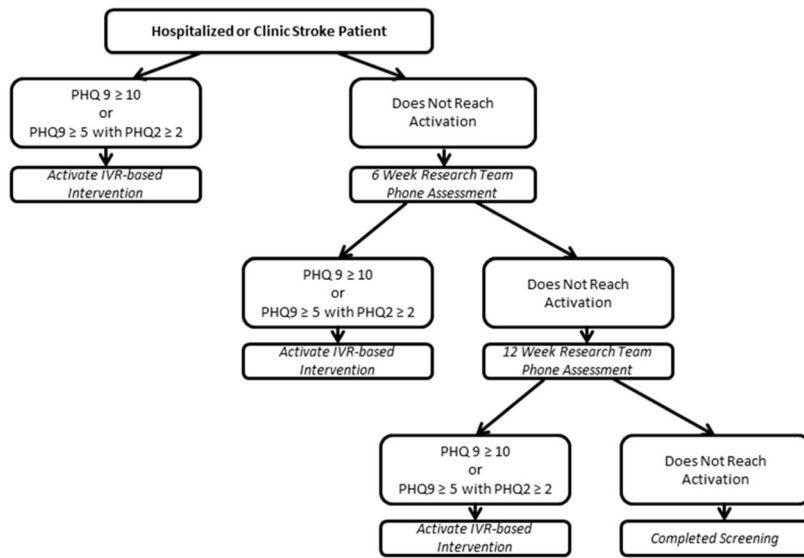 Hospitalized or Clinic Stroke Patient
PHQ 9 ≥ 10
or
PHQ9 ≥ 5 with PHQ2 ≥ 2
Does Not Reach
Activation
Activate IVR-based
Intervention
6 Week Research Team
Phone Assessment
PHQ 9 ≥ 10
or
PHQ9 ≥ 5 with PHQ2 ≥ 2
Does Not Reach
Activation
Activate IVR-based
Intervention
12 Week Research Team
Phone Assessment
PHQ 9 ≥ 10
or
PHQ9 ≥ 5 with PHQ2 ≥ 2
Does Not Reach
Activation
Activate IVR-based
Intervention
Completed Screening